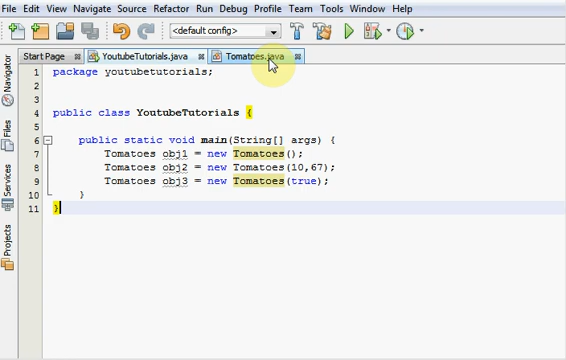 File Edit View Navigate Source Refactor Run Debug Profile Team Tools Window Help
<default config>
Start Page YoutubeTutorials.java Tomatoes.java
Navigator
Files
Services
Projects
1 package youtubetutorials;
2
3
4 public class YoutubeTutorials {
5
6 public static void main(String[] args) {
7 Tomatoes obj1 = new Tomatoes();
8 Tomatoes obj2 = new Tomatoes(10,67);
9 Tomatoes obj3 = new Tomatoes(true);
10 }
11 }